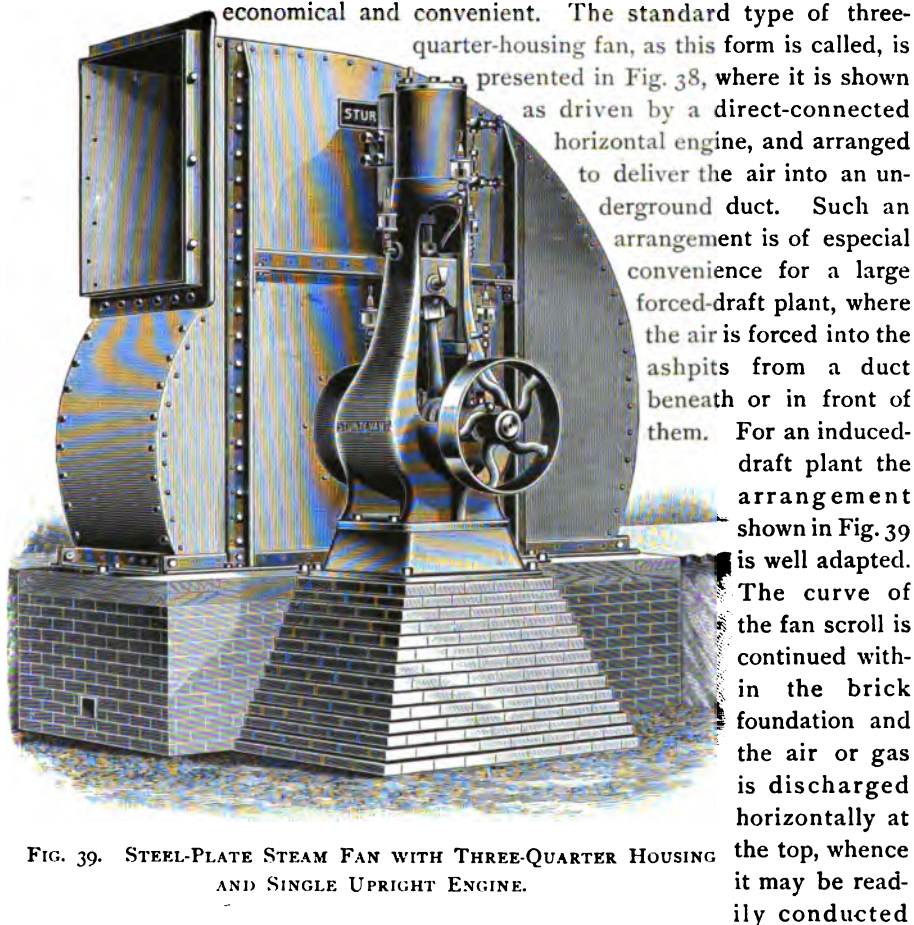 economical and convenient. The standard type of three-
quarter-housing fan, as this form is called, is
presented in Fig. 38, where it is shown
as driven by a direct-connected
horizontal engine, and arranged
to deliver the air into an un-
derground duct. Such an
arrangement is of especial
convenience for a large
forced-draft plant, where
the air is forced into the
ashpits from a duct
beneath or in front of
them. For an induced-
draft plant the
arrangement
shown in Fig. 39
is well adapted.
The curve of
the fan scroll is
continued with-
in the brick
foundation and
the air or gas
is discharged
horizontally at
the top, whence
it may be read-
ily conducted
STUR
STURTEVANT
FIG. 39. STEEL-PLATE STEAM FAN WITH THREE-QUARTER HOUSING
AND SINGLE UPRIGHT ENGINE.